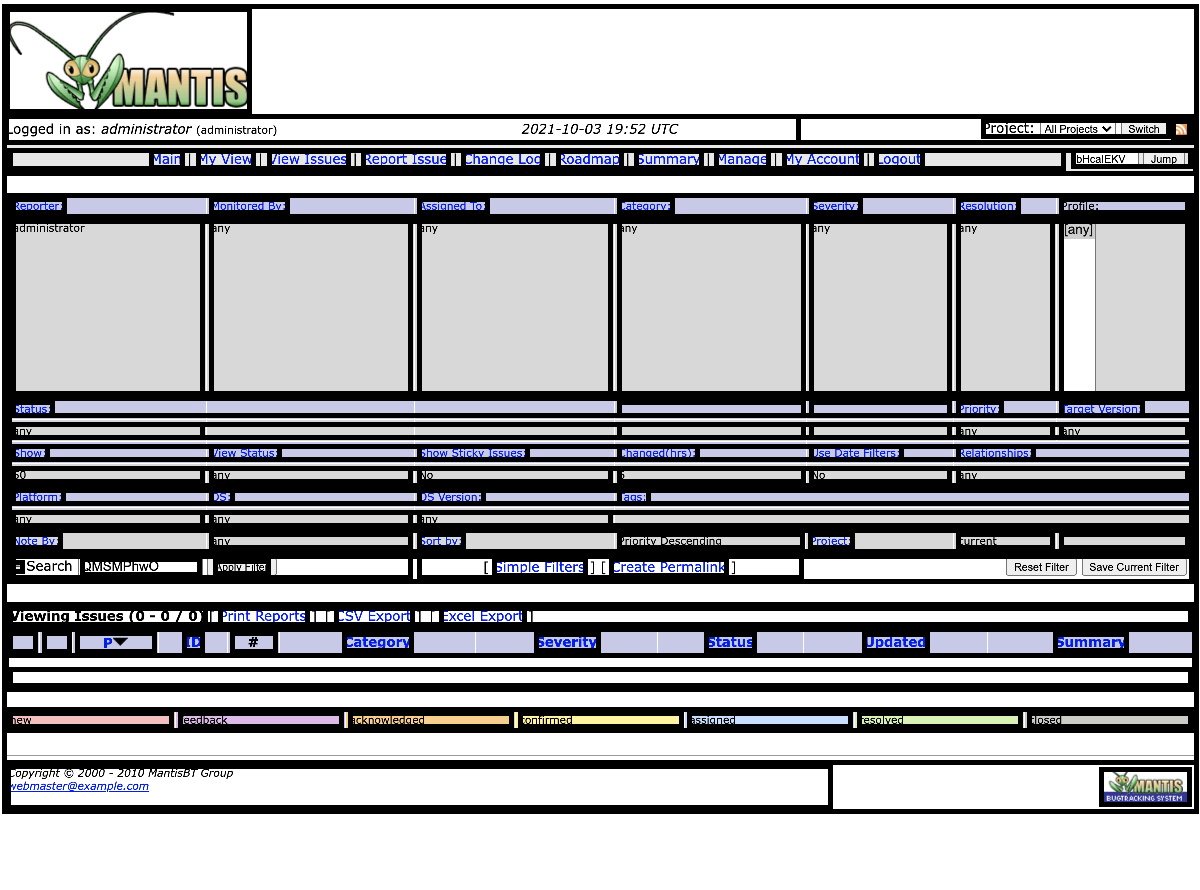 MANTIS
Logged in as: administrator (administrator)
2021-10-03 19:52 UTC
Project: All Projects Switch
Main | My View | View Issues | Report Issue | Change Log | Roadmap | Summary | Manage | My Account | Logout
bHcalEKV Jump
Reporter: Monitored By: Assigned To: Category: Severity: Resolution: Profile:
administrator any any any any any [any]
Status: Priority: Target Version:
any any any
Show: View Status: Show Sticky Issues: Changed(hrs): Use Date Filters: Relationships:
50 any No 6 No any
Platform: OS: OS Version: Tags:
any any any
Note By: any Sort by: Priority Descending Project: current
Search QMSMPhwO Apply Filter [ Simple Filters ] [ Create Permalink ] Reset Filter Save Current Filter
Viewing Issues (0 - 0 / 0) [ Print Reports ] [ CSV Export ] [ Excel Export ]
P ID # Category Severity Status Updated Summary
new feedback acknowledged confirmed assigned resolved closed
Copyright © 2000 - 2010 MantisBT Group
webmaster@example.com
MANTIS
BUGTRACKING SYSTEM